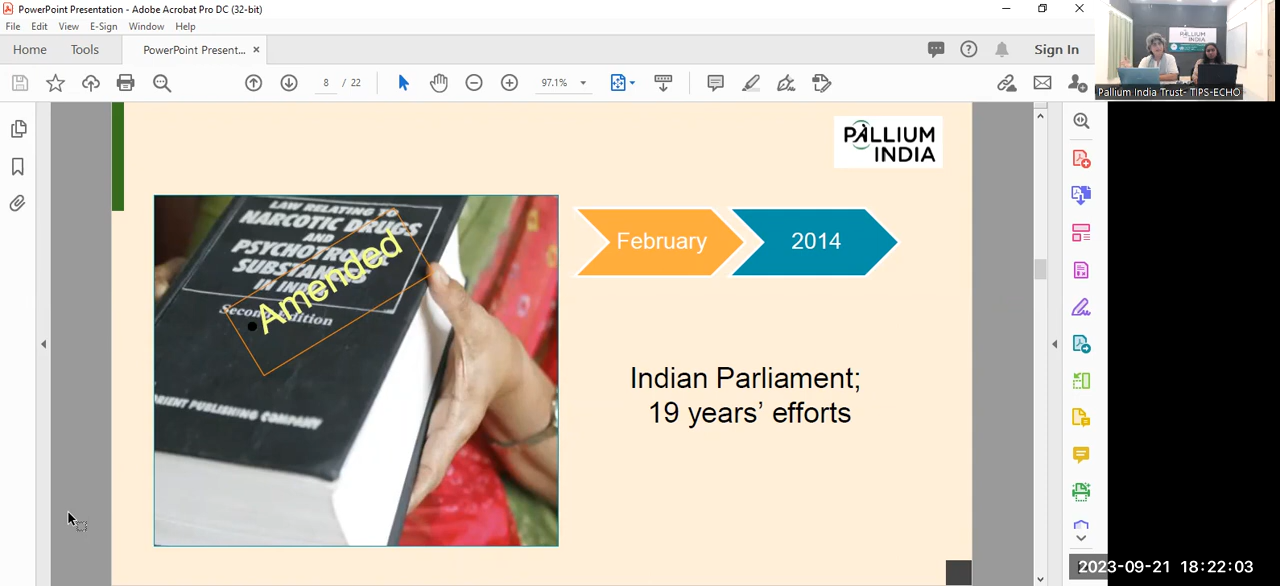 PowerPoint Presentation - Adobe Acrobat Pro DC (32-bit)
File Edit View E-Sign Window Help
Home Tools PowerPoint Present... × Sign In
8 / 22 97.1%
PALLIUM
INDIA
Pallium India Trust- TIPS-ECHO
PALLIUM
INDIA
LAW RELATING TO
NARCOTIC DRUGS
AND
PSYCHOTROPIC
SUBSTANCES
IN INDIA
Second Edition
• Amended
ORIENT PUBLISHING COMPANY
February 2014
Indian Parliament;
19 years’ efforts
2023-09-21 18:22:03